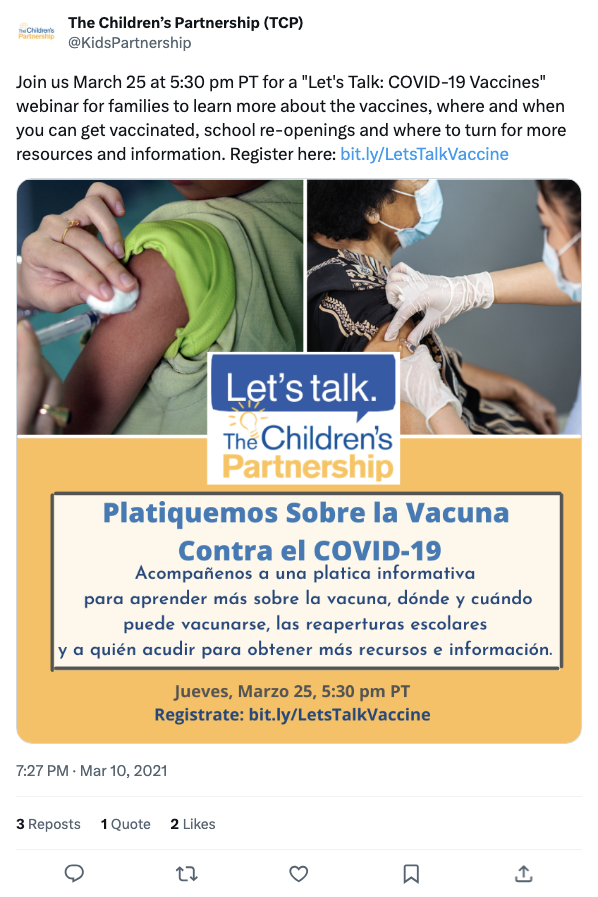 The Children's
Partnership
The Children’s Partnership (TCP)
@KidsPartnership
Join us March 25 at 5:30 pm PT for a "Let's Talk: COVID-19 Vaccines"
webinar for families to learn more about the vaccines, where and when
you can get vaccinated, school re-openings and where to turn for more
resources and information. Register here: bit.ly/LetsTalkVaccine
Let's talk.
The Children's
Partnership
Platiquemos Sobre la Vacuna
Contra el COVID-19
Acompañenos a una platica informativa
para aprender más sobre la vacuna, dónde y cuándo
puede vacunarse, las reaperturas escolares
y a quién acudir para obtener más recursos e información.
Jueves, Marzo 25, 5:30 pm PT
Registrate: bit.ly/LetsTalkVaccine
7:27 PM · Mar 10, 2021
3 Reposts 1 Quote 2 Likes